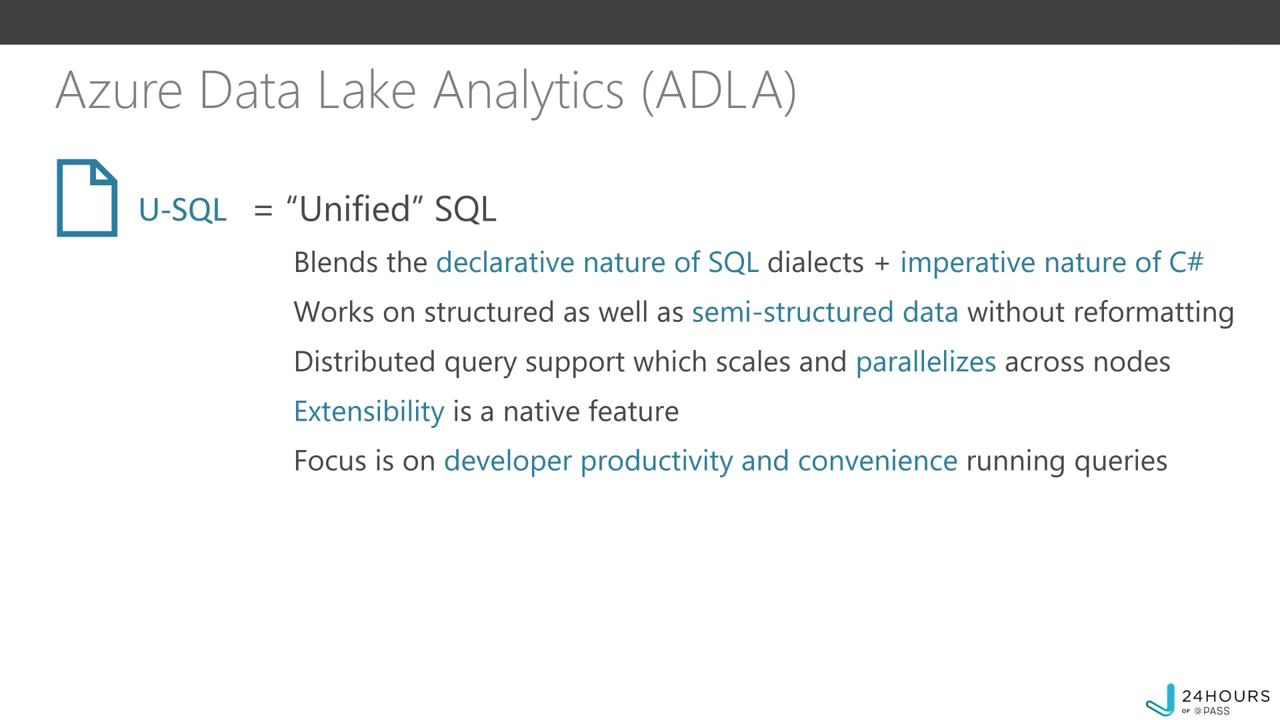 Azure Data Lake Analytics (ADLA)
U-SQL = “Unified” SQL
Blends the declarative nature of SQL dialects + imperative nature of C#
Works on structured as well as semi-structured data without reformatting
Distributed query support which scales and parallelizes across nodes
Extensibility is a native feature
Focus is on developer productivity and convenience running queries
24HOURS
OF PASS